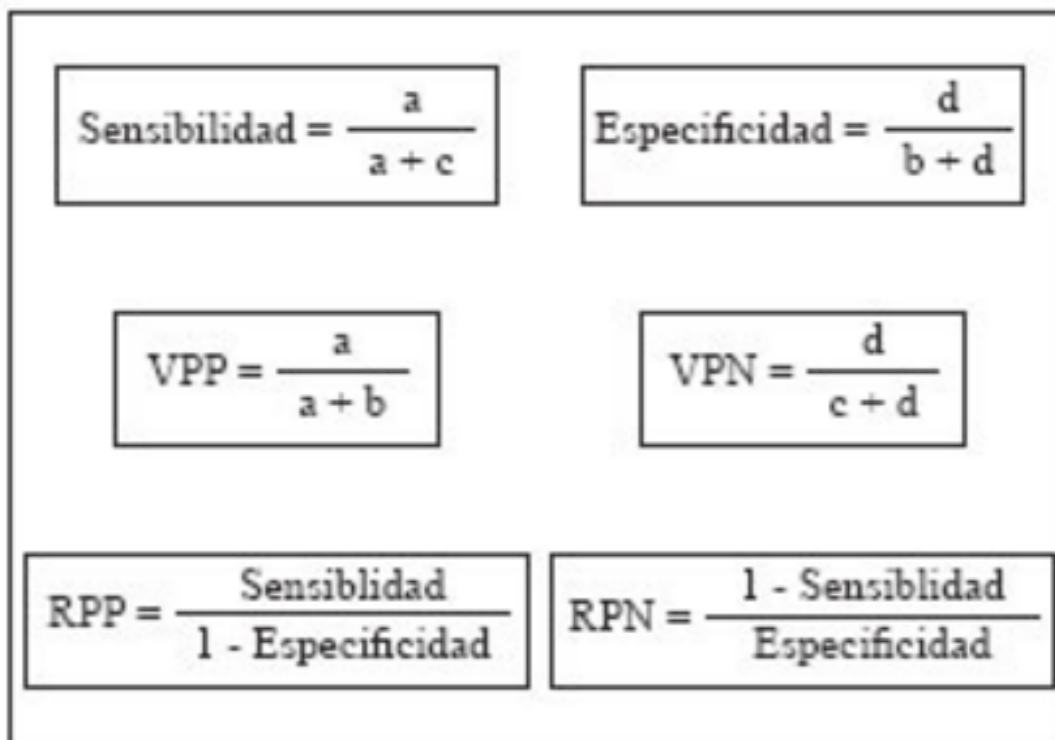 Sensibilidad = a / a + c
Especificidad = d / b + d
VPP = a / a + b
VPN = d / c + d
RPP = Sensiblidad / 1 - Especificidad
RPN = 1 - Sensiblidad / Especificidad